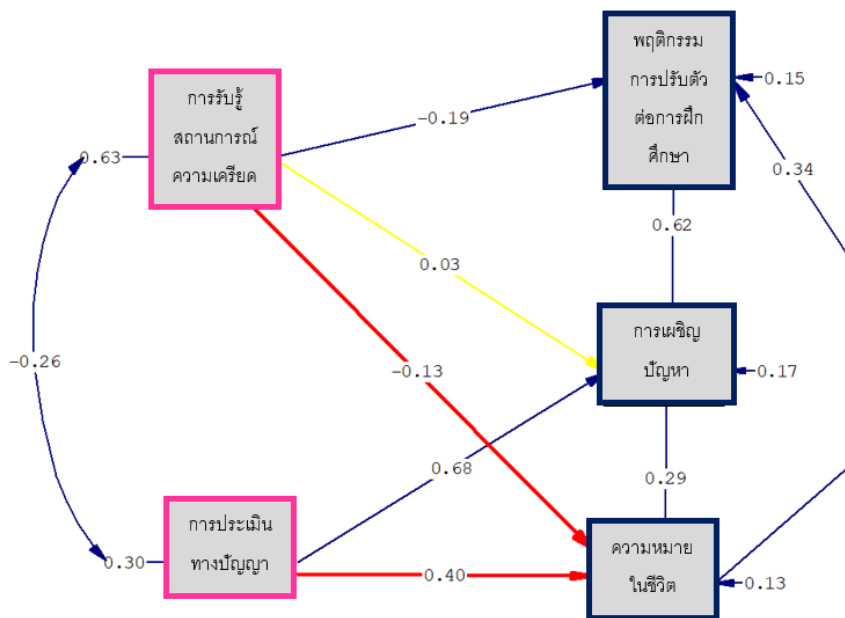 พฤติกรรม
การปรับตัว
ต่อการฝึก
ศึกษา
0.15
การรับรู้
สถานการณ์
ความเครียด
0.63
-0.19
0.34
0.62
0.03
การเผชิญ
ปัญหา
-0.26
-0.13
0.17
0.68
0.29
การประเมิน
ทางปัญญา
0.30
0.40
ความหมาย
ในชีวิต
0.13